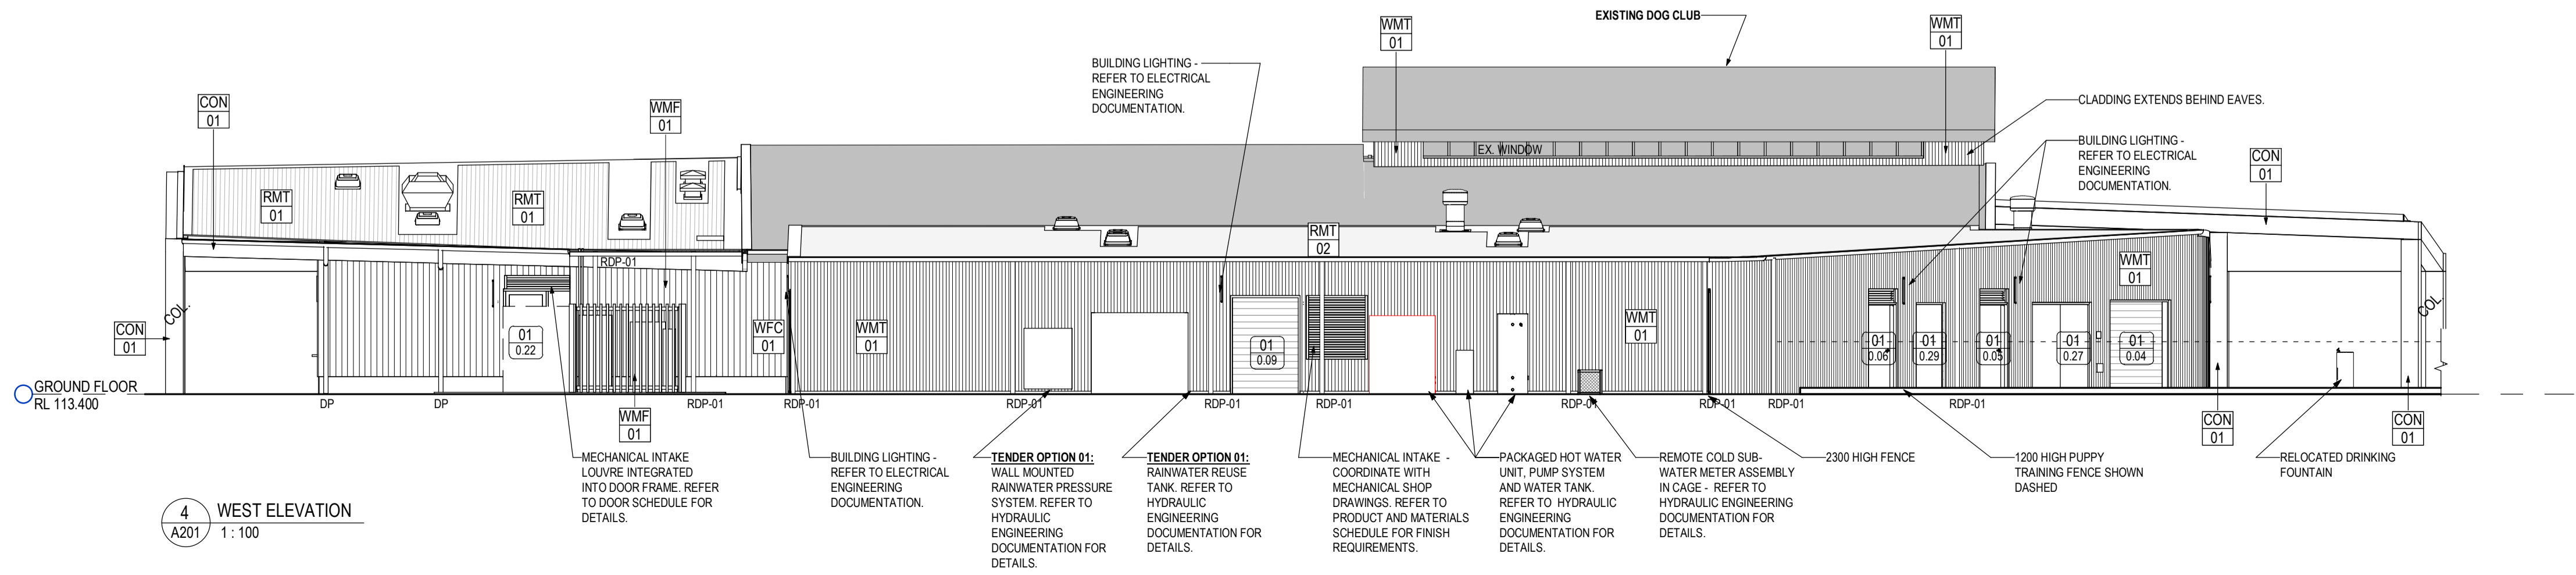 EXISTING DOG CLUB
WMT
01
WMT
01
BUILDING LIGHTING -
REFER TO ELECTRICAL
ENGINEERING
DOCUMENTATION.
CON
01
WMF
01
CLADDING EXTENDS BEHIND EAVES.
BUILDING LIGHTING -
REFER TO ELECTRICAL
ENGINEERING
DOCUMENTATION.
EX. WINDOW
CON
01
RMT
01
RMT
01
RMT
02
RDP-01
WMT
01
COL.
COL.
CON
01
01
0.22
WFC
01
WMT
01
01
0.09
WMT
01
01
0.06
01
0.29
01
0.05
01
0.27
01
0.04
GROUND FLOOR
RL 113.400
DP
DP
RDP-01
RDP-01
RDP-01
RDP-01
RDP-01
RDP-01
RDP-01
RDP-01
RDP-01
WMF
01
CON
01
CON
01
MECHANICAL INTAKE
LOUVRE INTEGRATED
INTO DOOR FRAME. REFER
TO DOOR SCHEDULE FOR
DETAILS.
BUILDING LIGHTING -
REFER TO ELECTRICAL
ENGINEERING
DOCUMENTATION.
TENDER OPTION 01:
WALL MOUNTED
RAINWATER PRESSURE
SYSTEM. REFER TO
HYDRAULIC
ENGINEERING
DOCUMENTATION FOR
DETAILS.
TENDER OPTION 01:
RAINWATER REUSE
TANK. REFER TO
HYDRAULIC
ENGINEERING
DOCUMENTATION FOR
DETAILS.
MECHANICAL INTAKE -
COORDINATE WITH
MECHANICAL SHOP
DRAWINGS. REFER TO
PRODUCT AND MATERIALS
SCHEDULE FOR FINISH
REQUIREMENTS.
PACKAGED HOT WATER
UNIT, PUMP SYSTEM
AND WATER TANK.
REFER TO HYDRAULIC
ENGINEERING
DOCUMENTATION FOR
DETAILS.
REMOTE COLD SUB-
WATER METER ASSEMBLY
IN CAGE - REFER TO
HYDRAULIC ENGINEERING
DOCUMENTATION FOR
DETAILS.
2300 HIGH FENCE
1200 HIGH PUPPY
TRAINING FENCE SHOWN
DASHED
RELOCATED DRINKING
FOUNTAIN
4
A201
WEST ELEVATION
1 : 100